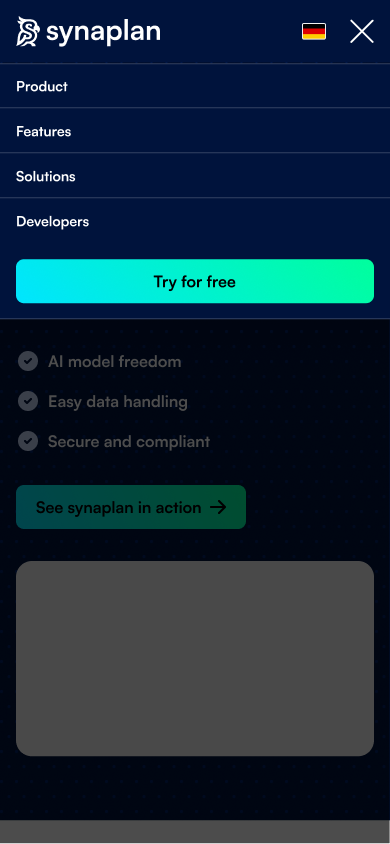 synaplan
Product
Features
Solutions
Developers
Try for free
AI model freedom
Easy data handling
Secure and compliant
See synaplan in action